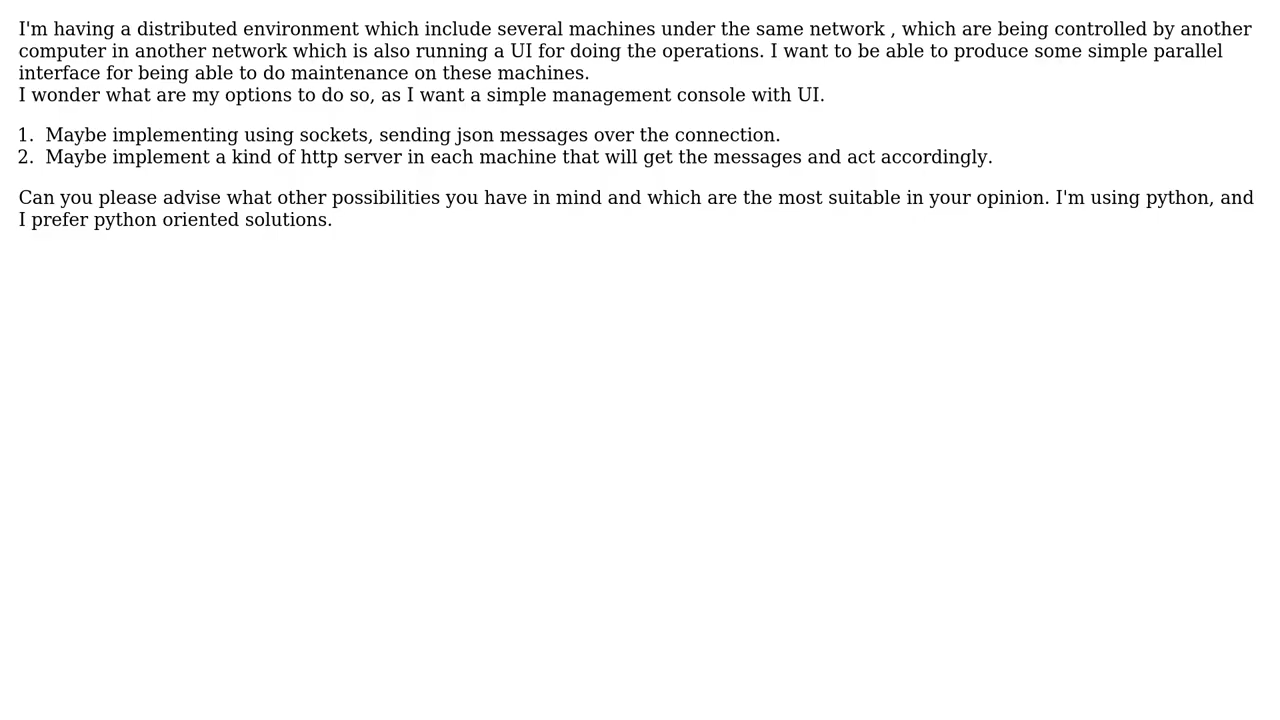 I'm having a distributed environment which include several machines under the same network , which are being controlled by another
computer in another network which is also running a UI for doing the operations. I want to be able to produce some simple parallel
interface for being able to do maintenance on these machines.
I wonder what are my options to do so, as I want a simple management console with UI.
1. Maybe implementing using sockets, sending json messages over the connection.
2. Maybe implement a kind of http server in each machine that will get the messages and act accordingly.
Can you please advise what other possibilities you have in mind and which are the most suitable in your opinion. I'm using python, and
I prefer python oriented solutions.